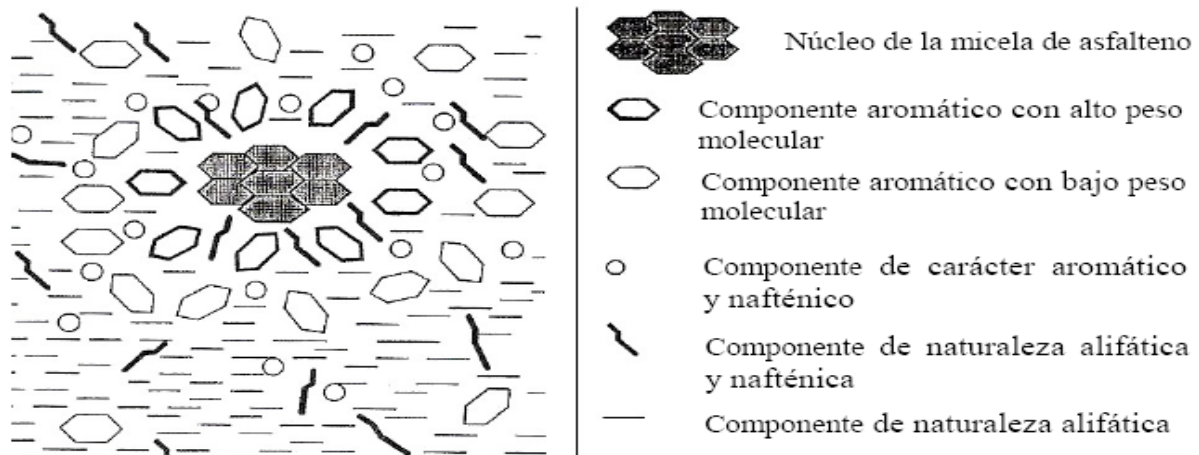 Núcleo de la micela de asfalteno
Componente aromático con alto peso
molecular
Componente aromático con bajo peso
molecular
Componente de carácter aromático
y nafténico
Componente de naturaleza alifática
y nafténica
Componente de naturaleza alifática